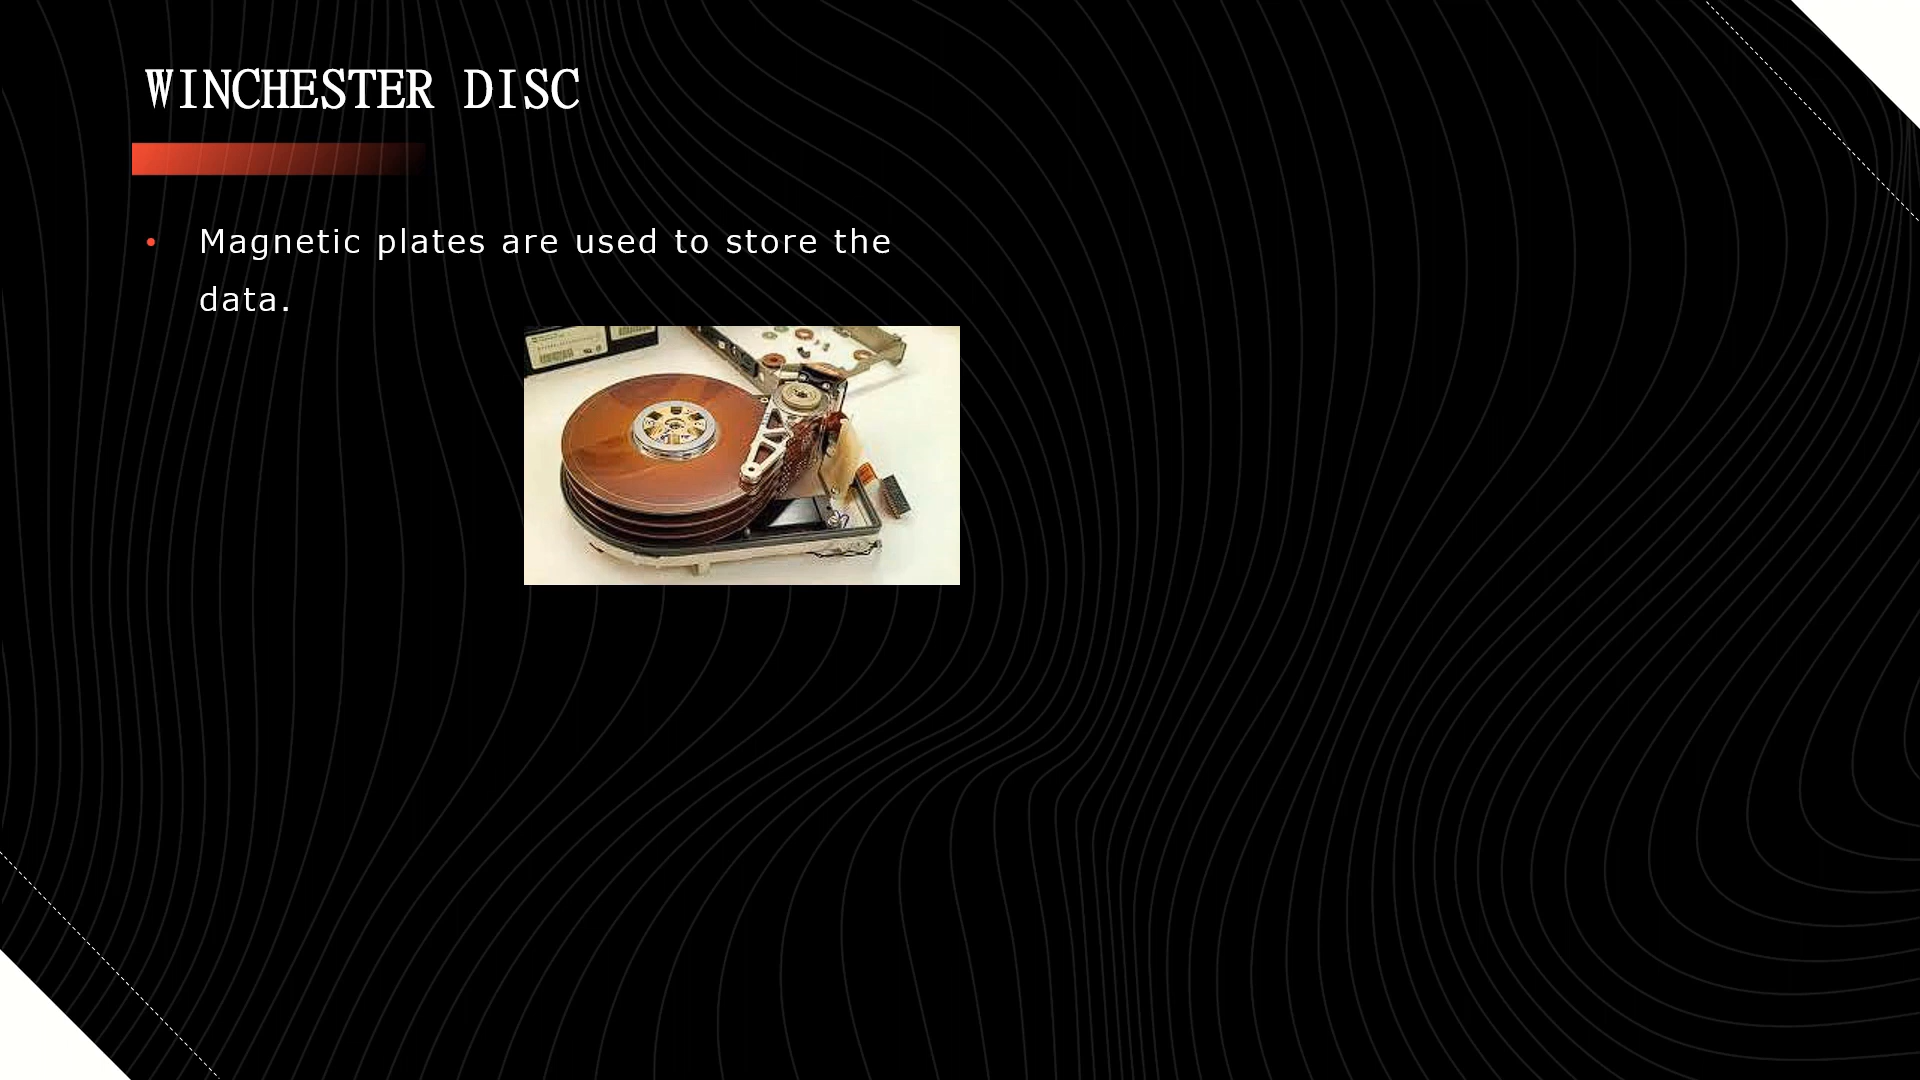 WINCHESTER DISC
• Magnetic plates are used to store the
data.